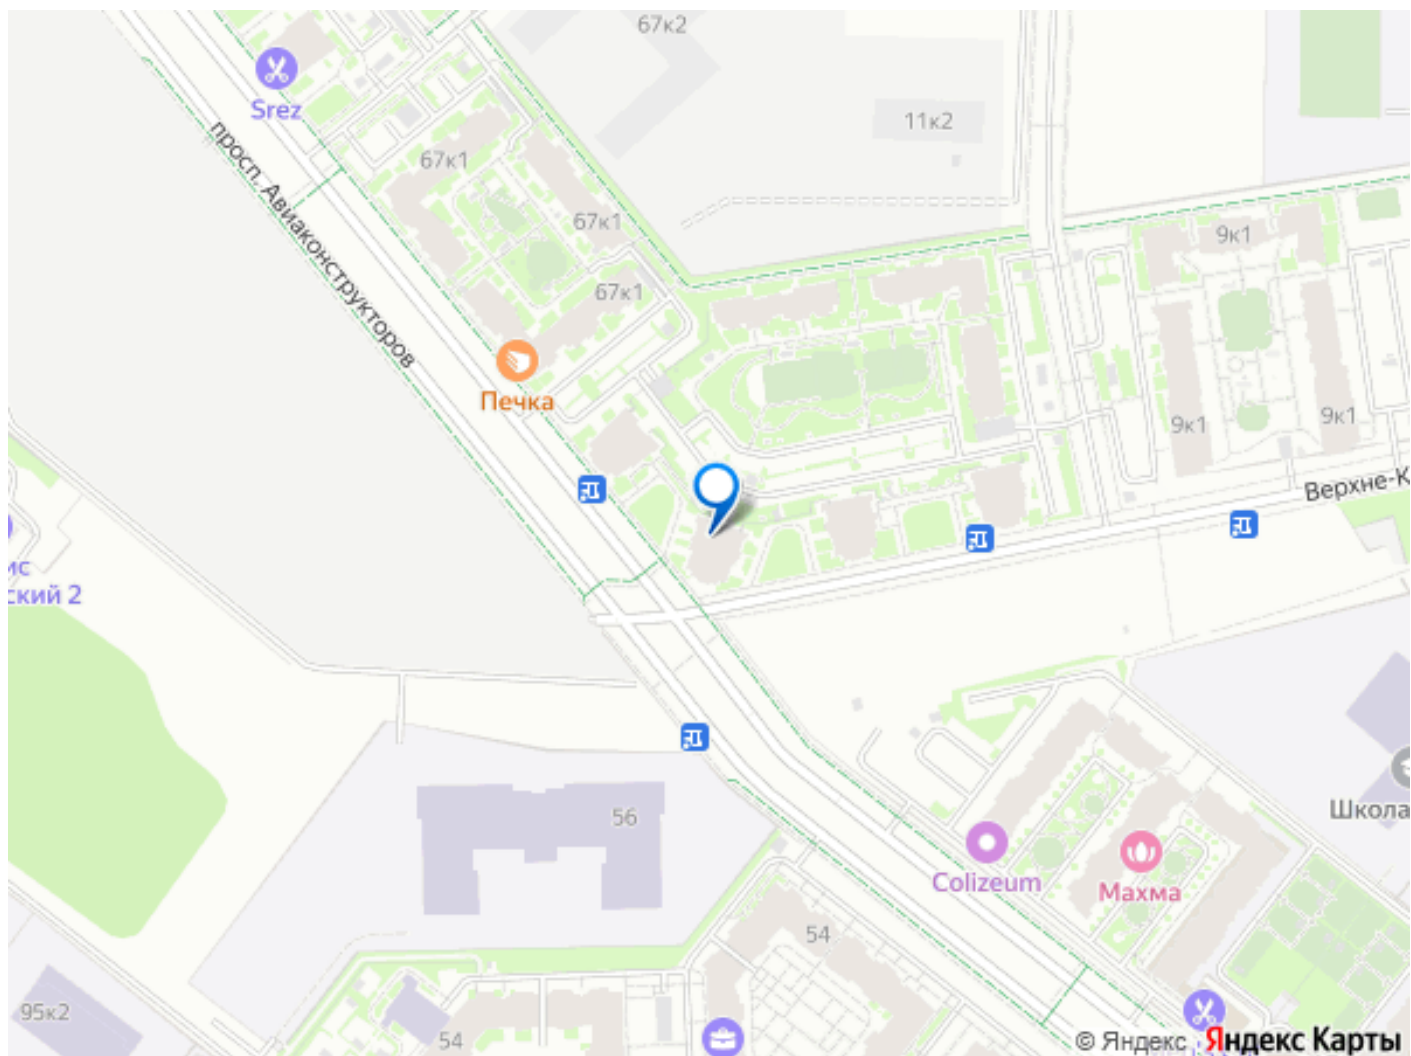 67к2
Srez
11к2
67к1
просп. Авиаконструкторов
67к1
9к1
67к1
Печка
9к1
9к1
Верхне-К
ис
ский 2
56
Школа
Colizeum
Махма
54
95к2
54
© Яндекс Яндекс Карты